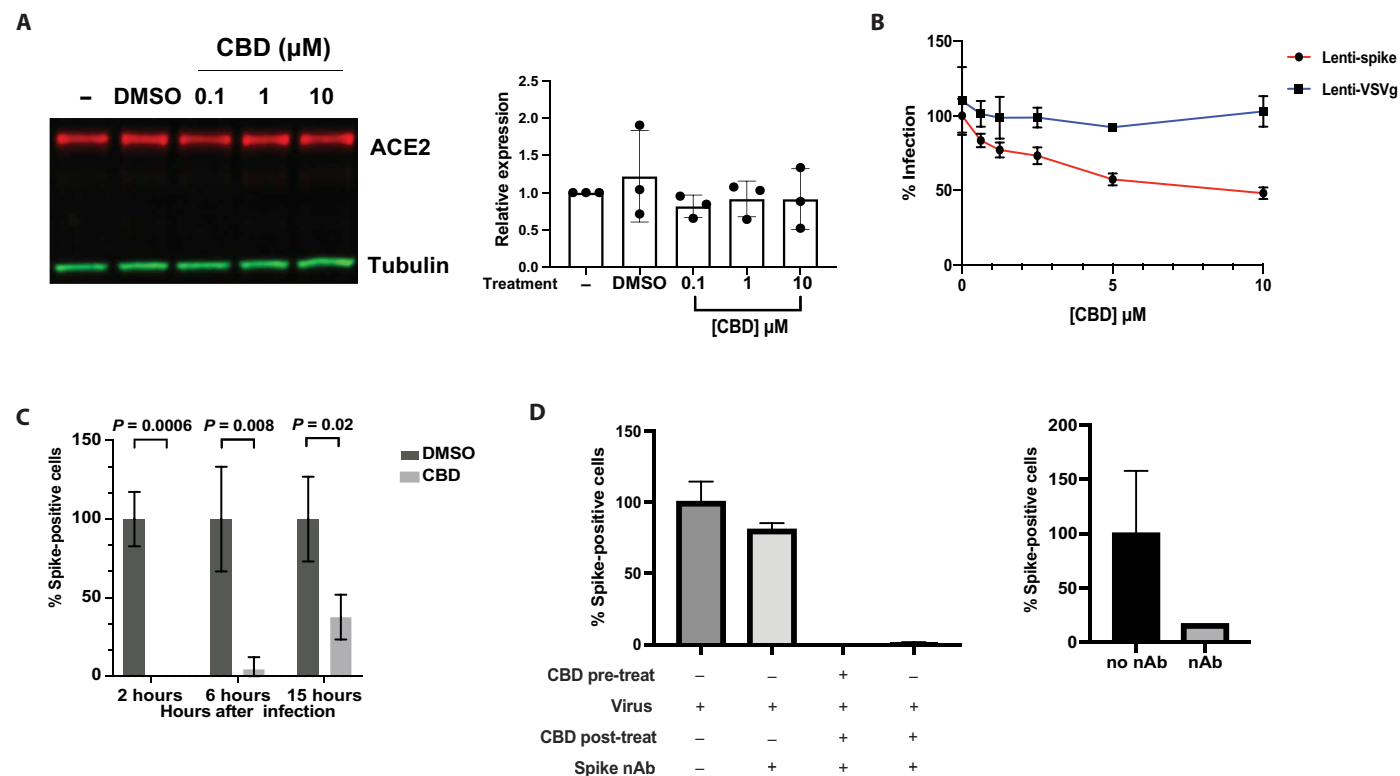 A
CBD (µM)
– DMSO 0.1 1 10
ACE2
Tubulin
Relative expression
2.5
2.0
1.5
1.0
0.5
0.0
Treatment – DMSO 0.1 1 10
[CBD] µM
B
% Infection
150
100
50
0
0 5 10
[CBD] µM
Lenti-spike
Lenti-VSVg
C
P = 0.0006 P = 0.008 P = 0.02
% Spike-positive cells
150
100
50
0
2 hours 6 hours 15 hours
Hours after infection
DMSO
CBD
D
% Spike-positive cells
150
100
50
0
CBD pre-treat – – + –
Virus + + + +
CBD post-treat – – + +
Spike nAb – + + +
% Spike-positive cells
200
150
100
50
0
no nAb nAb